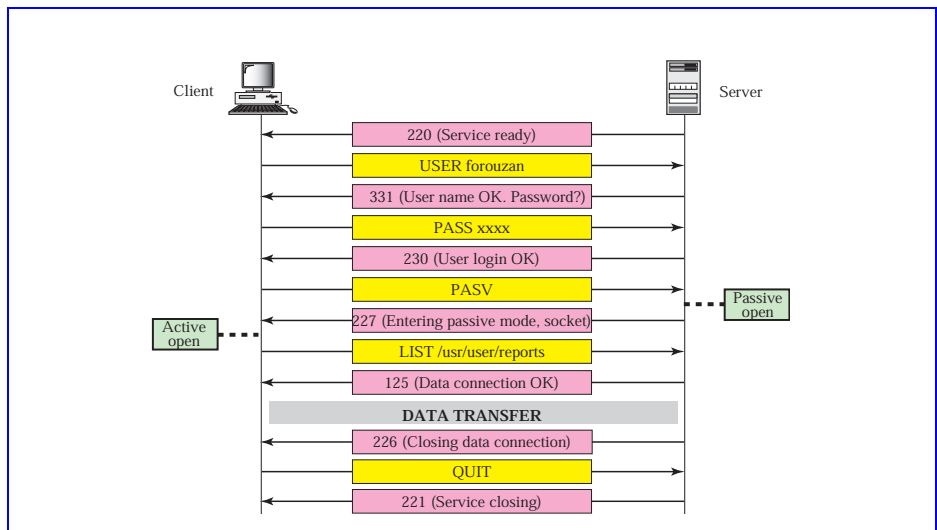 Client
Server
220 (Service ready)
USER forouzan
331 (User name OK. Password?)
PASS xxxx
230 (User login OK)
PASV
Passive
open
227 (Entering passive mode, socket)
Active
open
LIST /usr/user/reports
125 (Data connection OK)
DATA TRANSFER
226 (Closing data connection)
QUIT
221 (Service closing)